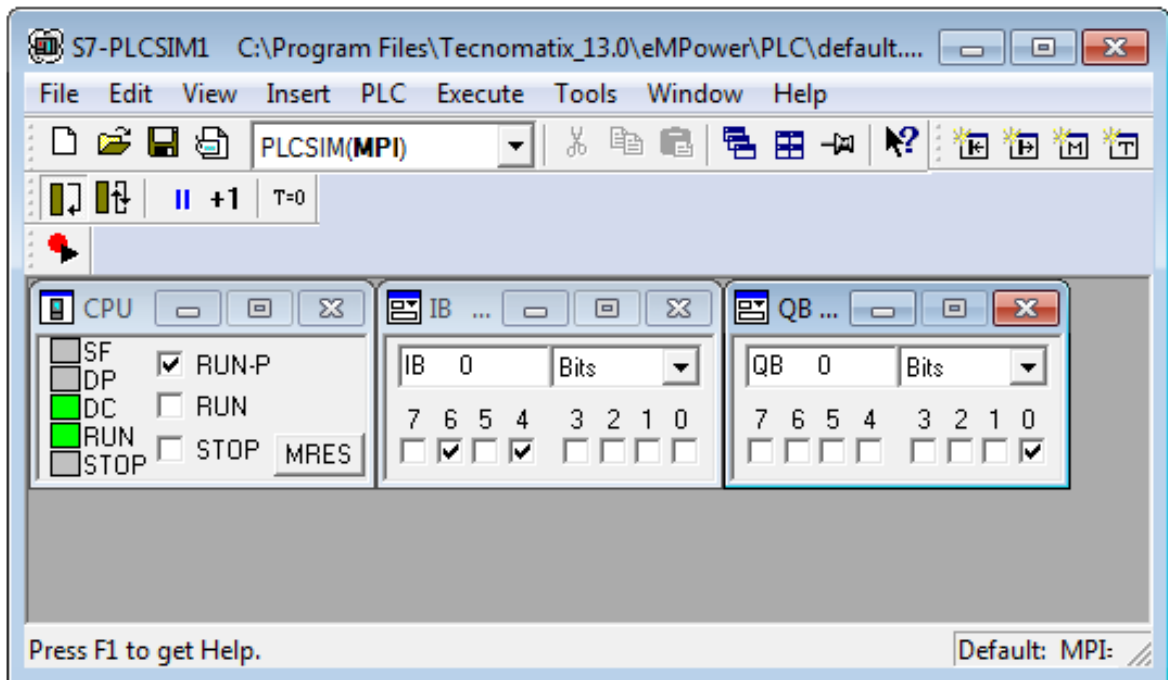 S7-PLCSIM1 C:\Program Files\Tecnomatix_13.0\eMPower\PLC\default....
File Edit View Insert PLC Execute Tools Window Help
PLCSIM(MPI)
+1 T=0
CPU
SF
DP
DC
RUN
STOP
RUN-P
RUN
STOP MRES
IB ...
IB 0 Bits
7 6 5 4 3 2 1 0
QB ...
QB 0 Bits
7 6 5 4 3 2 1 0
Press F1 to get Help. Default: MPI=